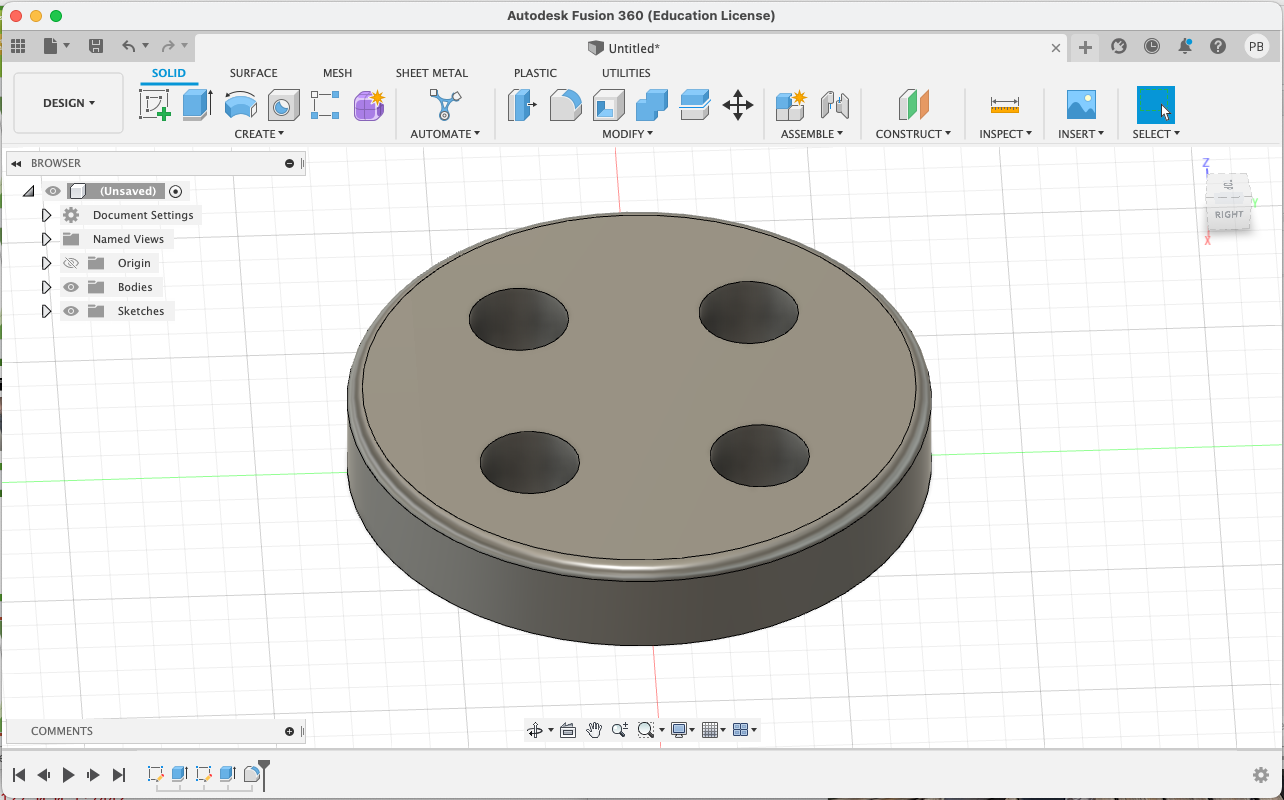 Autodesk Fusion 360 (Education License)
Untitled*
PB
DESIGN
SOLID SURFACE MESH SHEET METAL PLASTIC UTILITIES
CREATE AUTOMATE MODIFY ASSEMBLE CONSTRUCT INSPECT INSERT SELECT
BROWSER
(Unsaved)
Document Settings
Named Views
Origin
Bodies
Sketches
Z
Y
RIGHT
X
COMMENTS